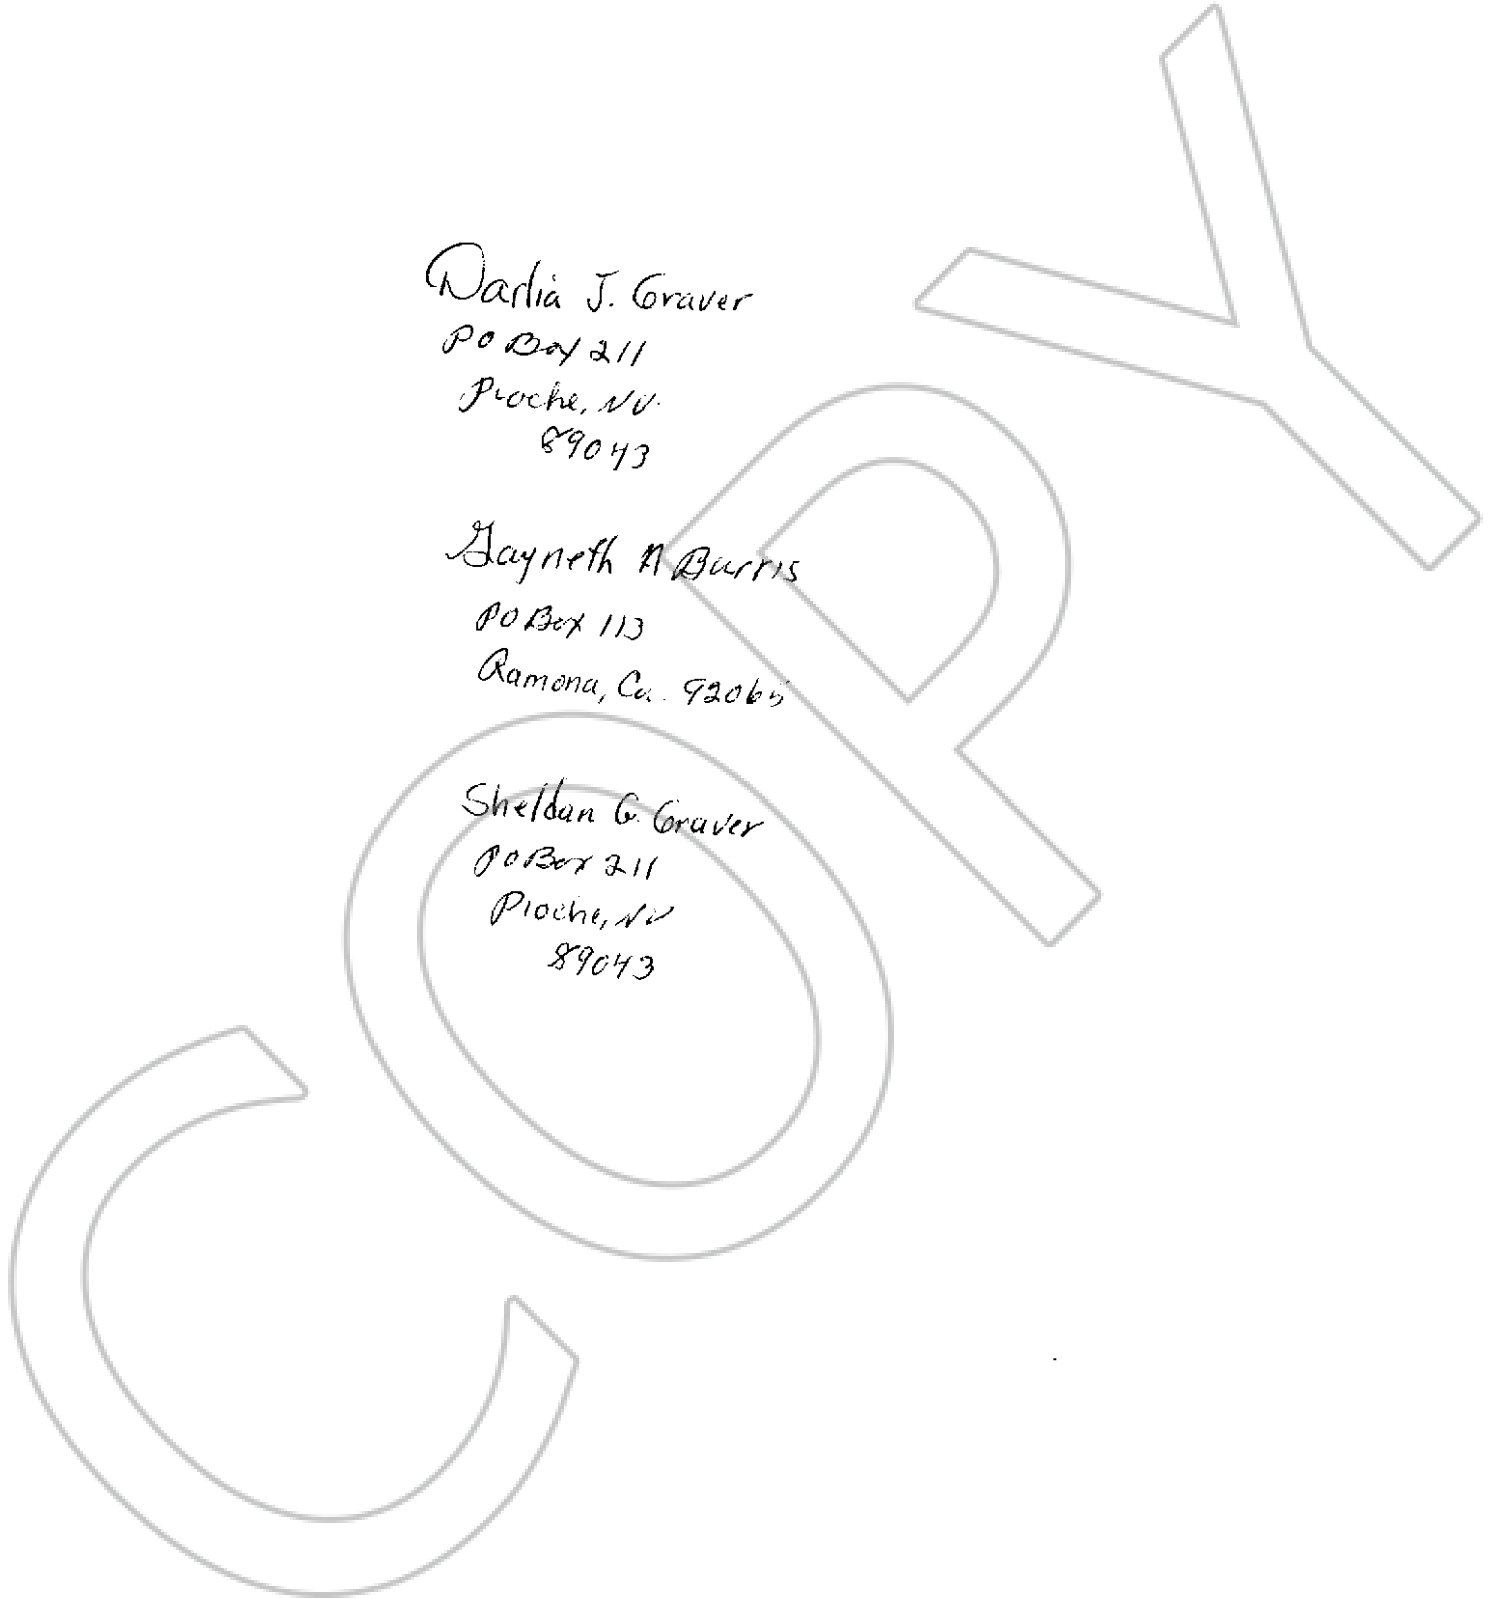 Darlia J. Graver
PO Box 211
Pioche, NV.
89043
Gayneth N Burris
PO Box 113
Ramona, Ca. 92065
Sheldan G. Graver
PO Box 211
Pioche, NV
89043
COPY